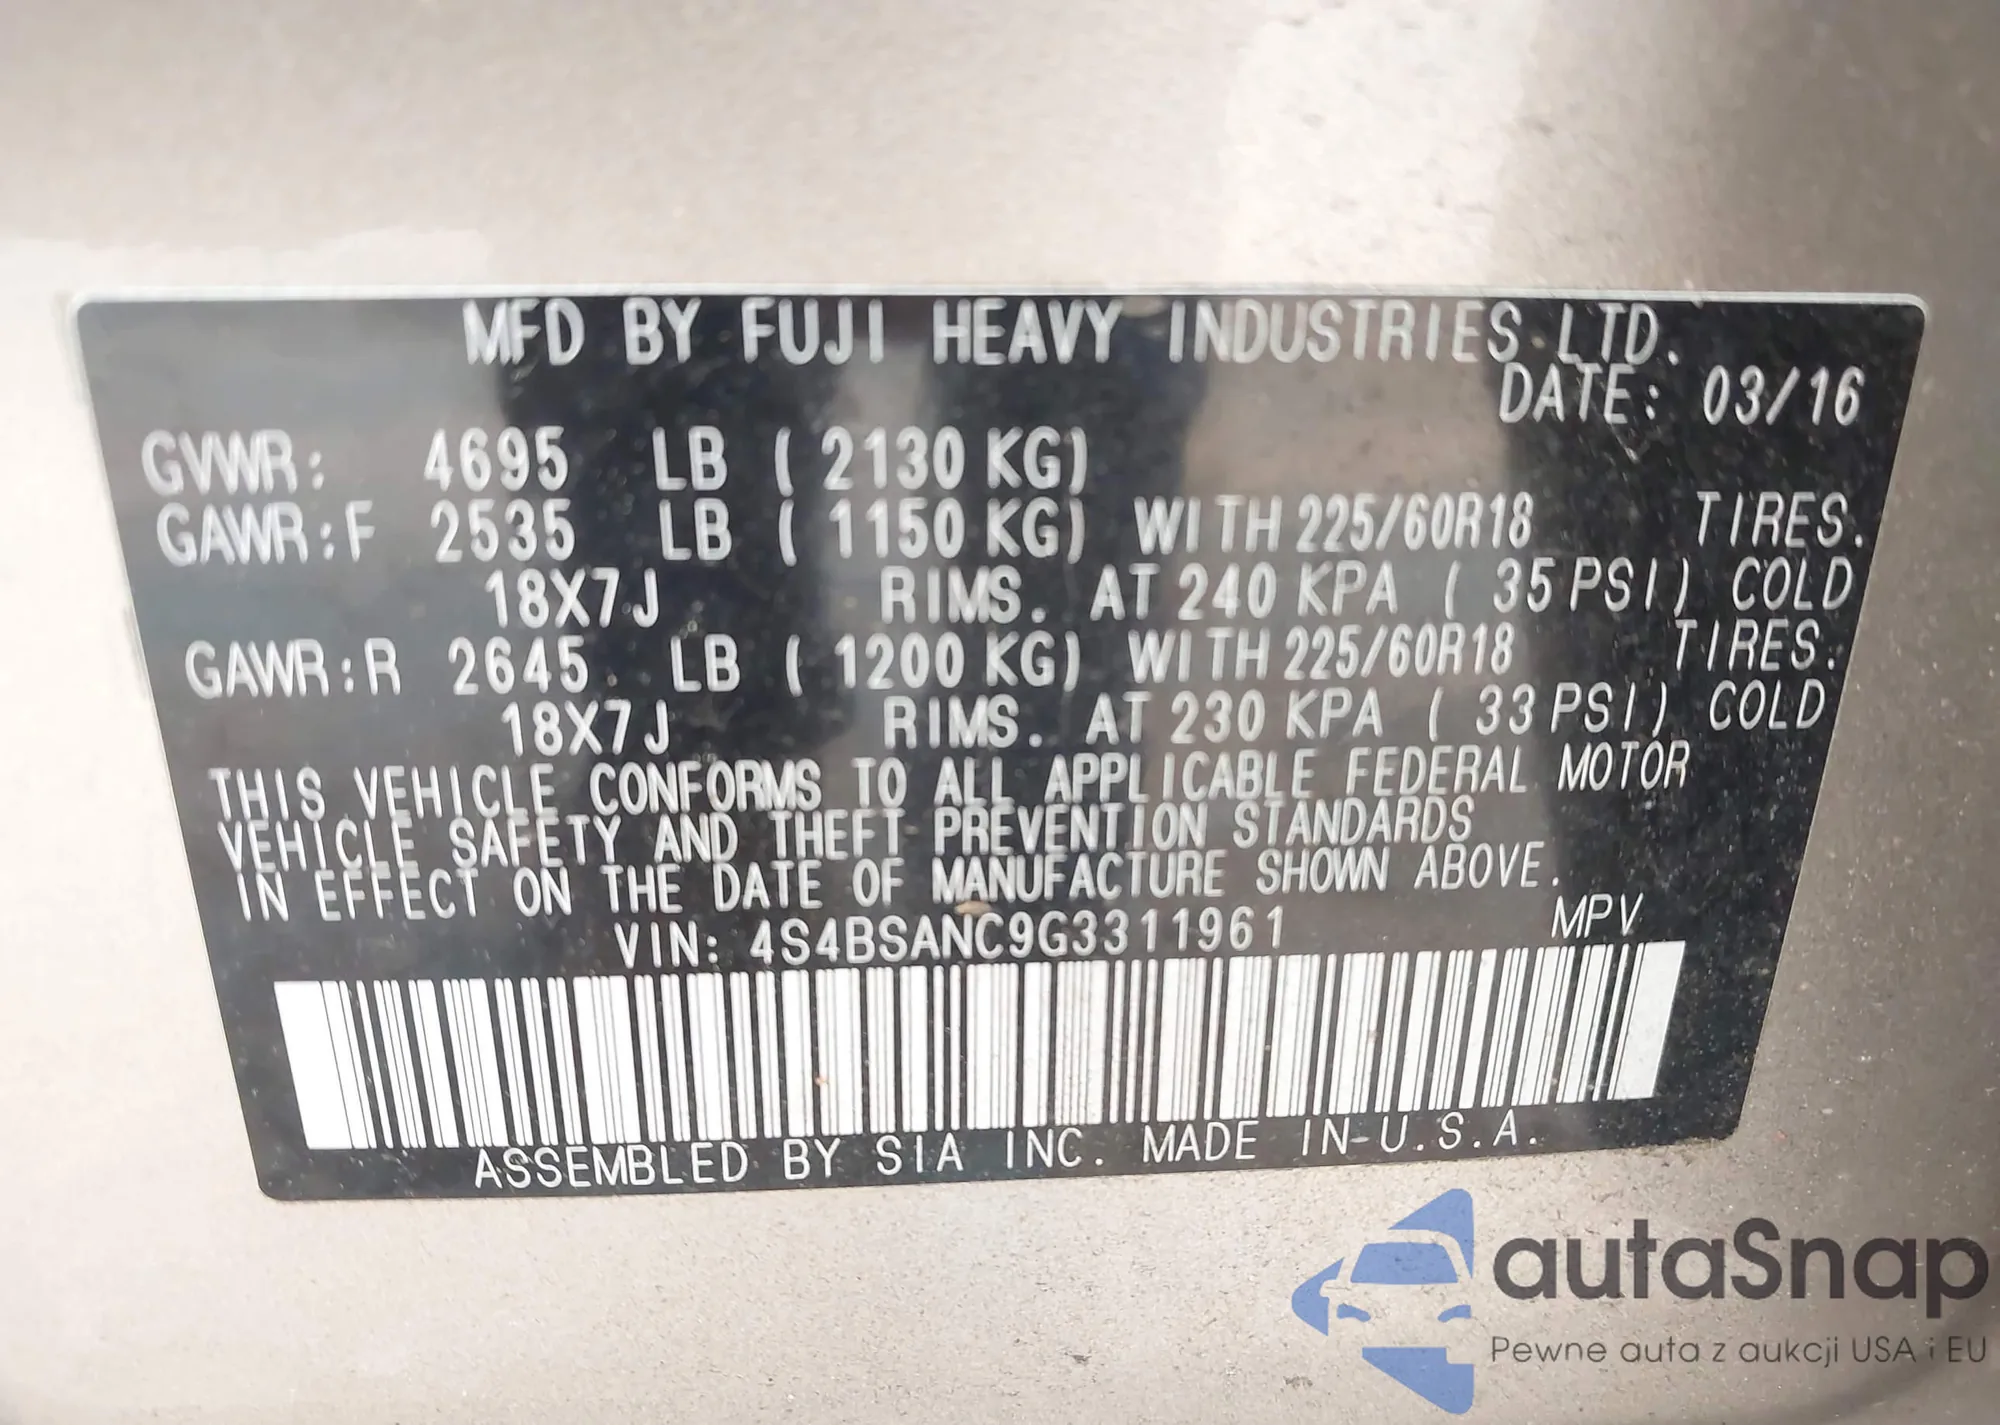 MFD BY FUJI HEAVY INDUSTRIES LTD.
DATE: 03/16
GVWR: 4695 LB ( 2130 KG)
GAWR:F 2535 LB ( 1150 KG) WITH 225/60R18 TIRES.
18X7J RIMS. AT 240 KPA ( 35 PSI) COLD
GAWR:R 2645 LB ( 1200 KG) WITH 225/60R18 TIRES.
18X7J RIMS. AT 230 KPA ( 33 PSI) COLD
THIS VEHICLE CONFORMS TO ALL APPLICABLE FEDERAL MOTOR
VEHICLE SAFETY AND THEFT PREVENTION STANDARDS
IN EFFECT ON THE DATE OF MANUFACTURE SHOWN ABOVE.
VIN: 4S4BSANC9G3311961 MPV
ASSEMBLED BY SIA INC. MADE IN U.S.A.
autaSnap
Pewne auta z aukcji USA i EU